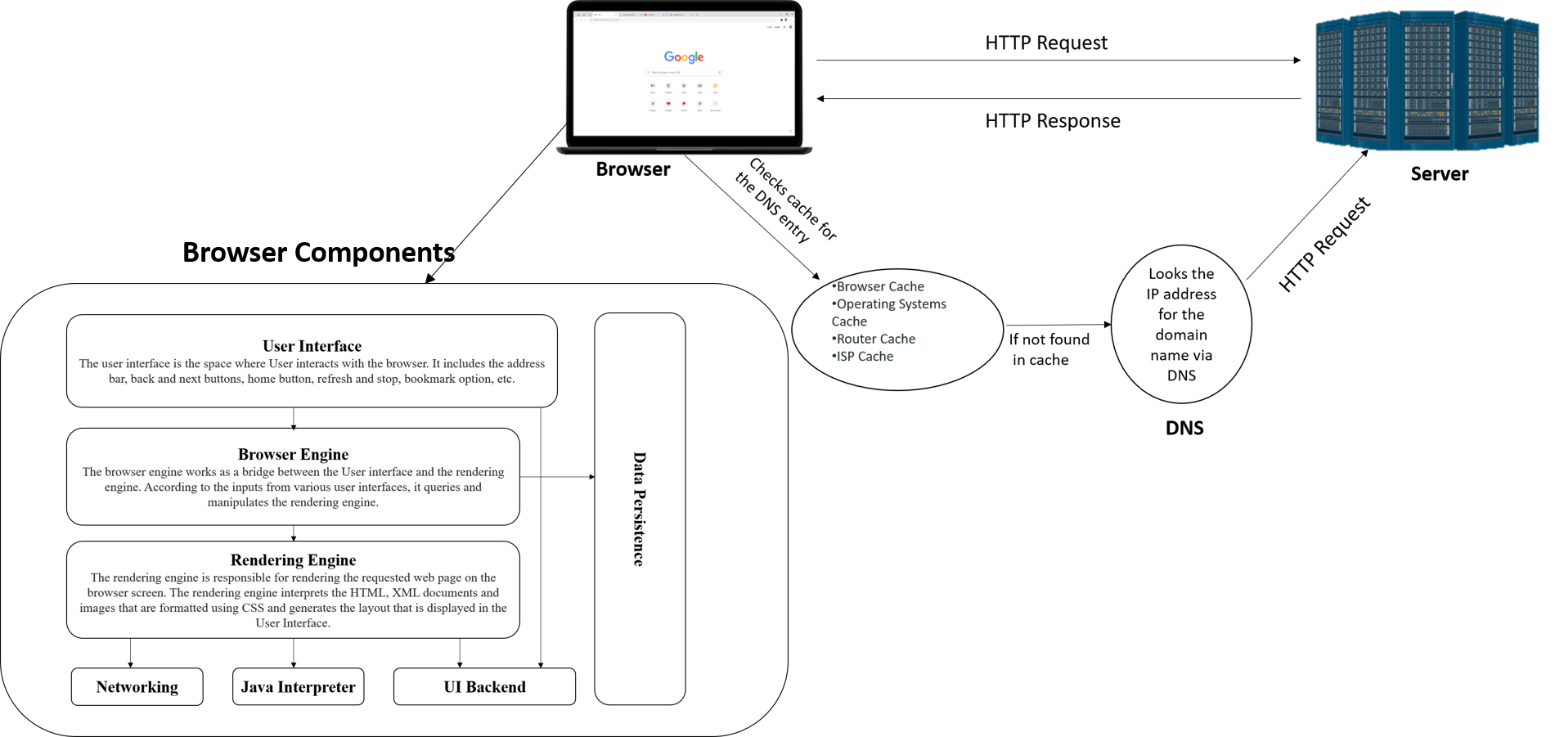 HTTP Request
HTTP Response
Google
Browser
Server
Checks cache for
the DNS entry
HTTP Request
Browser Components
•Browser Cache
•Operating Systems
Cache
•Router Cache
•ISP Cache
If not found
in cache
Looks the
IP address
for the
domain
name via
DNS
DNS
User Interface
The user interface is the space where User interacts with the browser. It includes the address
bar, back and next buttons, home button, refresh and stop, bookmark option, etc.
Browser Engine
The browser engine works as a bridge between the User interface and the rendering
engine. According to the inputs from various user interfaces, it queries and
manipulates the rendering engine.
Rendering Engine
The rendering engine is responsible for rendering the requested web page on the
browser screen. The rendering engine interprets the HTML, XML documents and
images that are formatted using CSS and generates the layout that is displayed in the
User Interface.
Networking
Java Interpreter
UI Backend
Data Persistence